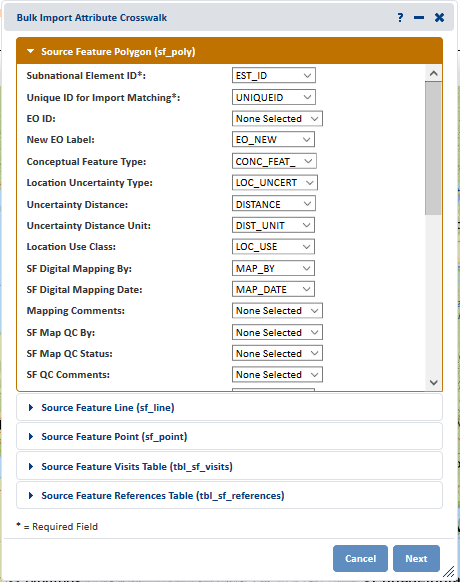 Bulk Import Attribute Crosswalk ? – ×
Source Feature Polygon (sf_poly)
Subnational Element ID*: EST_ID
Unique ID for Import Matching*: UNIQUEID
EO ID: None Selected
New EO Label: EO_NEW
Conceptual Feature Type: CONC_FEAT_
Location Uncertainty Type: LOC_UNCERT
Uncertainty Distance: DISTANCE
Uncertainty Distance Unit: DIST_UNIT
Location Use Class: LOC_USE
SF Digital Mapping By: MAP_BY
SF Digital Mapping Date: MAP_DATE
Mapping Comments: None Selected
SF Map QC By: None Selected
SF Map QC Status: None Selected
SF QC Comments: None Selected
Source Feature Line (sf_line)
Source Feature Point (sf_point)
Source Feature Visits Table (tbl_sf_visits)
Source Feature References Table (tbl_sf_references)
* = Required Field
Cancel Next